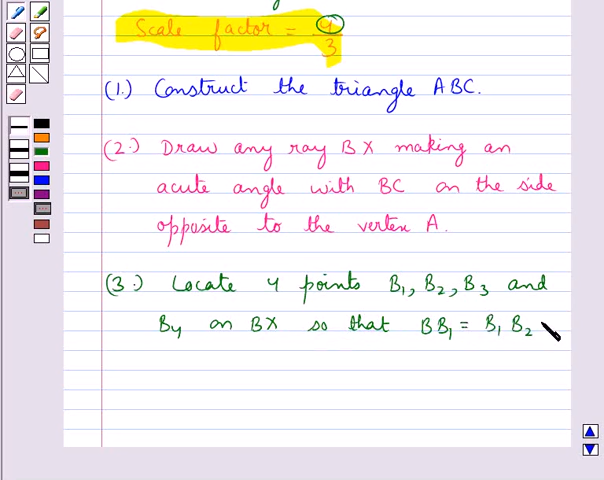 Scale factor = 4/3
(1.) Construct the triangle ABC.
(2.) Draw any ray BX making an
acute angle with BC on the side
opposite to the vertex A.
(3.) Locate 4 points B₁, B₂, B₃ and
B₄ on BX so that BB₁ = B₁B₂